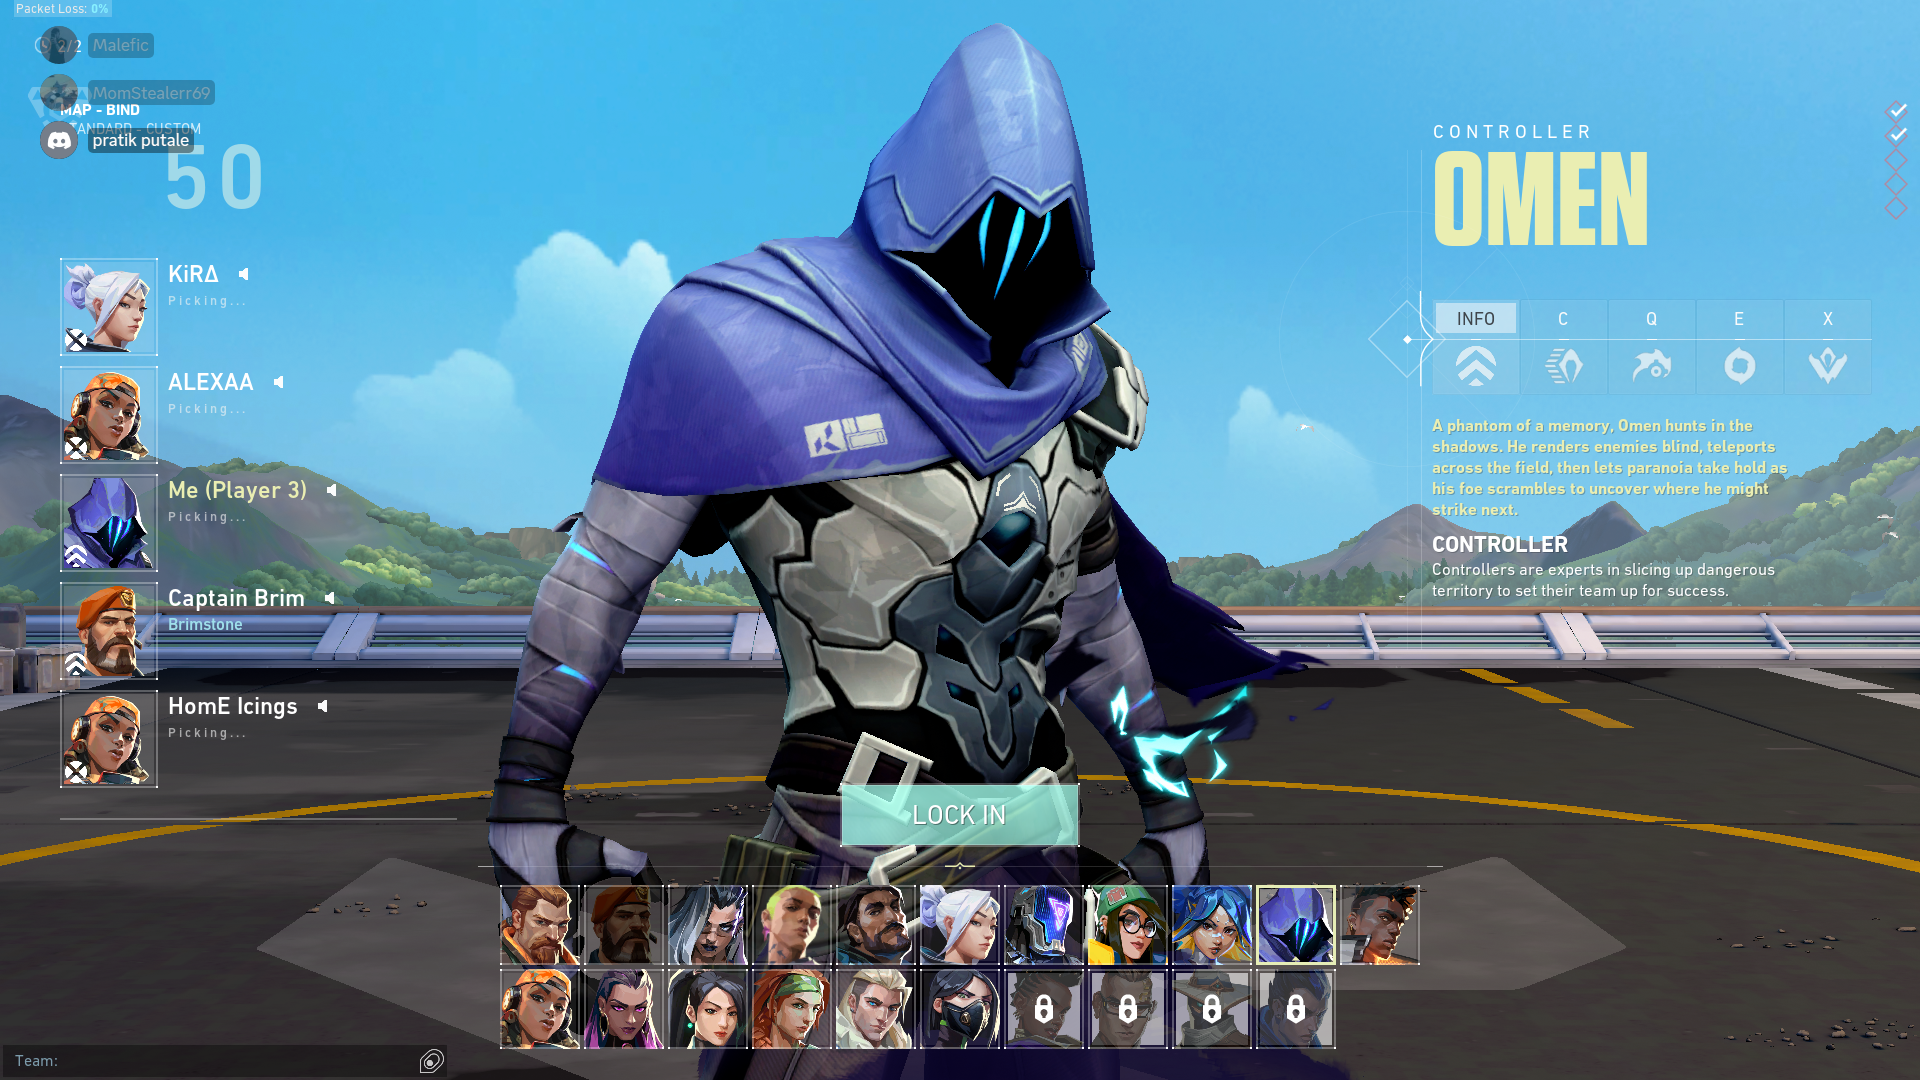 Packet Loss: 0%
2/2
Malefic
MomStealerr69
MAP - BIND
STANDARD - CUSTOM
pratik putale
50
KiRΔ
Picking...
ALEXAA
Picking...
Me (Player 3)
Picking...
Captain Brim
Brimstone
HomE Icings
Picking...
CONTROLLER
OMEN
INFO C Q E X
A phantom of a memory, Omen hunts in the
shadows. He renders enemies blind, teleports
across the field, then lets paranoia take hold as
his foe scrambles to uncover where he might
strike next.
CONTROLLER
Controllers are experts in slicing up dangerous
territory to set their team up for success.
LOCK IN
Team: